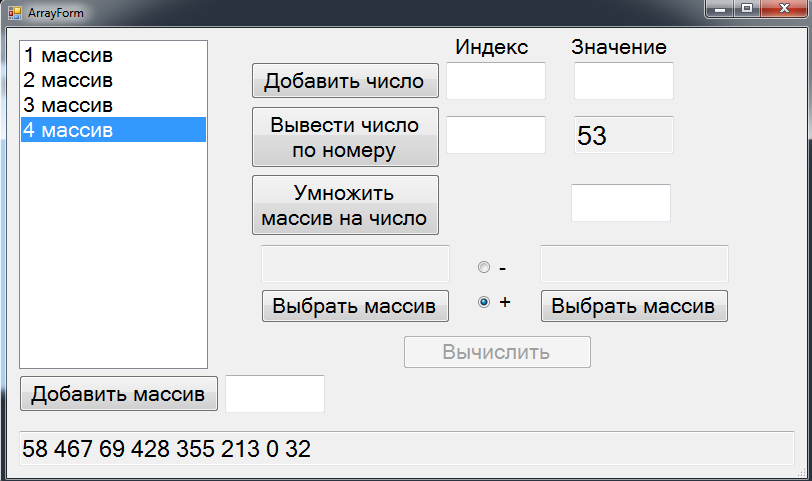 ArrayForm
Индекс Значение
1 массив
2 массив
3 массив
4 массив
Добавить число
Вывести число
по номеру
53
Умножить
массив на число
-
Выбрать массив
+
Выбрать массив
Вычислить
Добавить массив
58 467 69 428 355 213 0 32